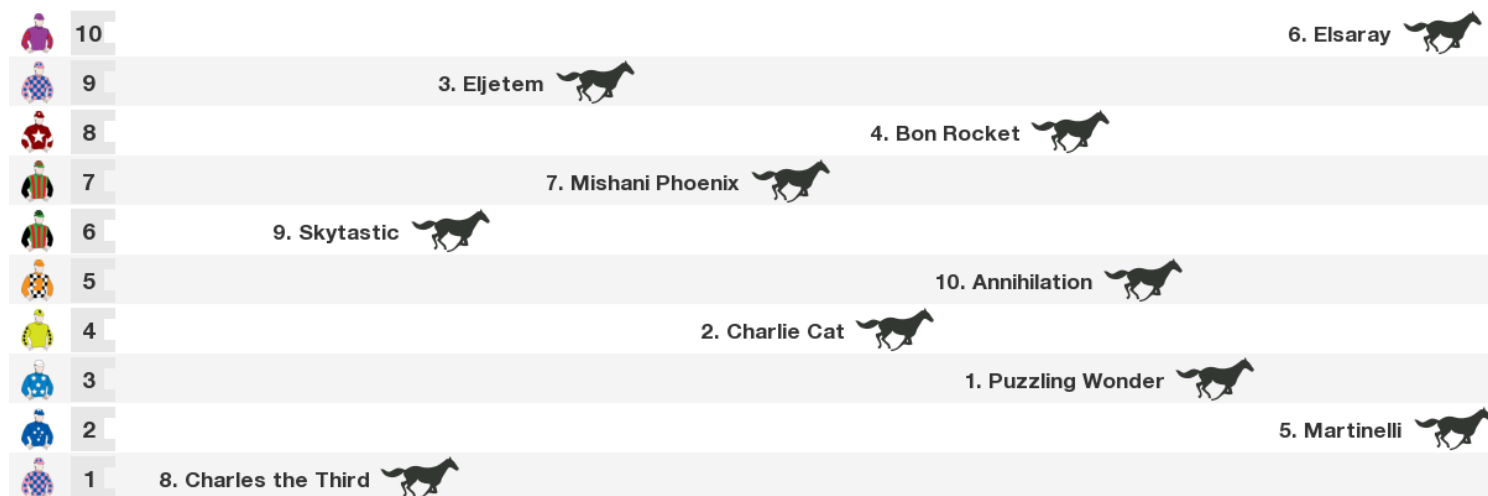 10 6. Elsaray
9 3. Eljetem
8 4. Bon Rocket
7 7. Mishani Phoenix
6 9. Skytastic
5 10. Annihilation
4 2. Charlie Cat
3 1. Puzzling Wonder
2 5. Martinelli
1 8. Charles the Third